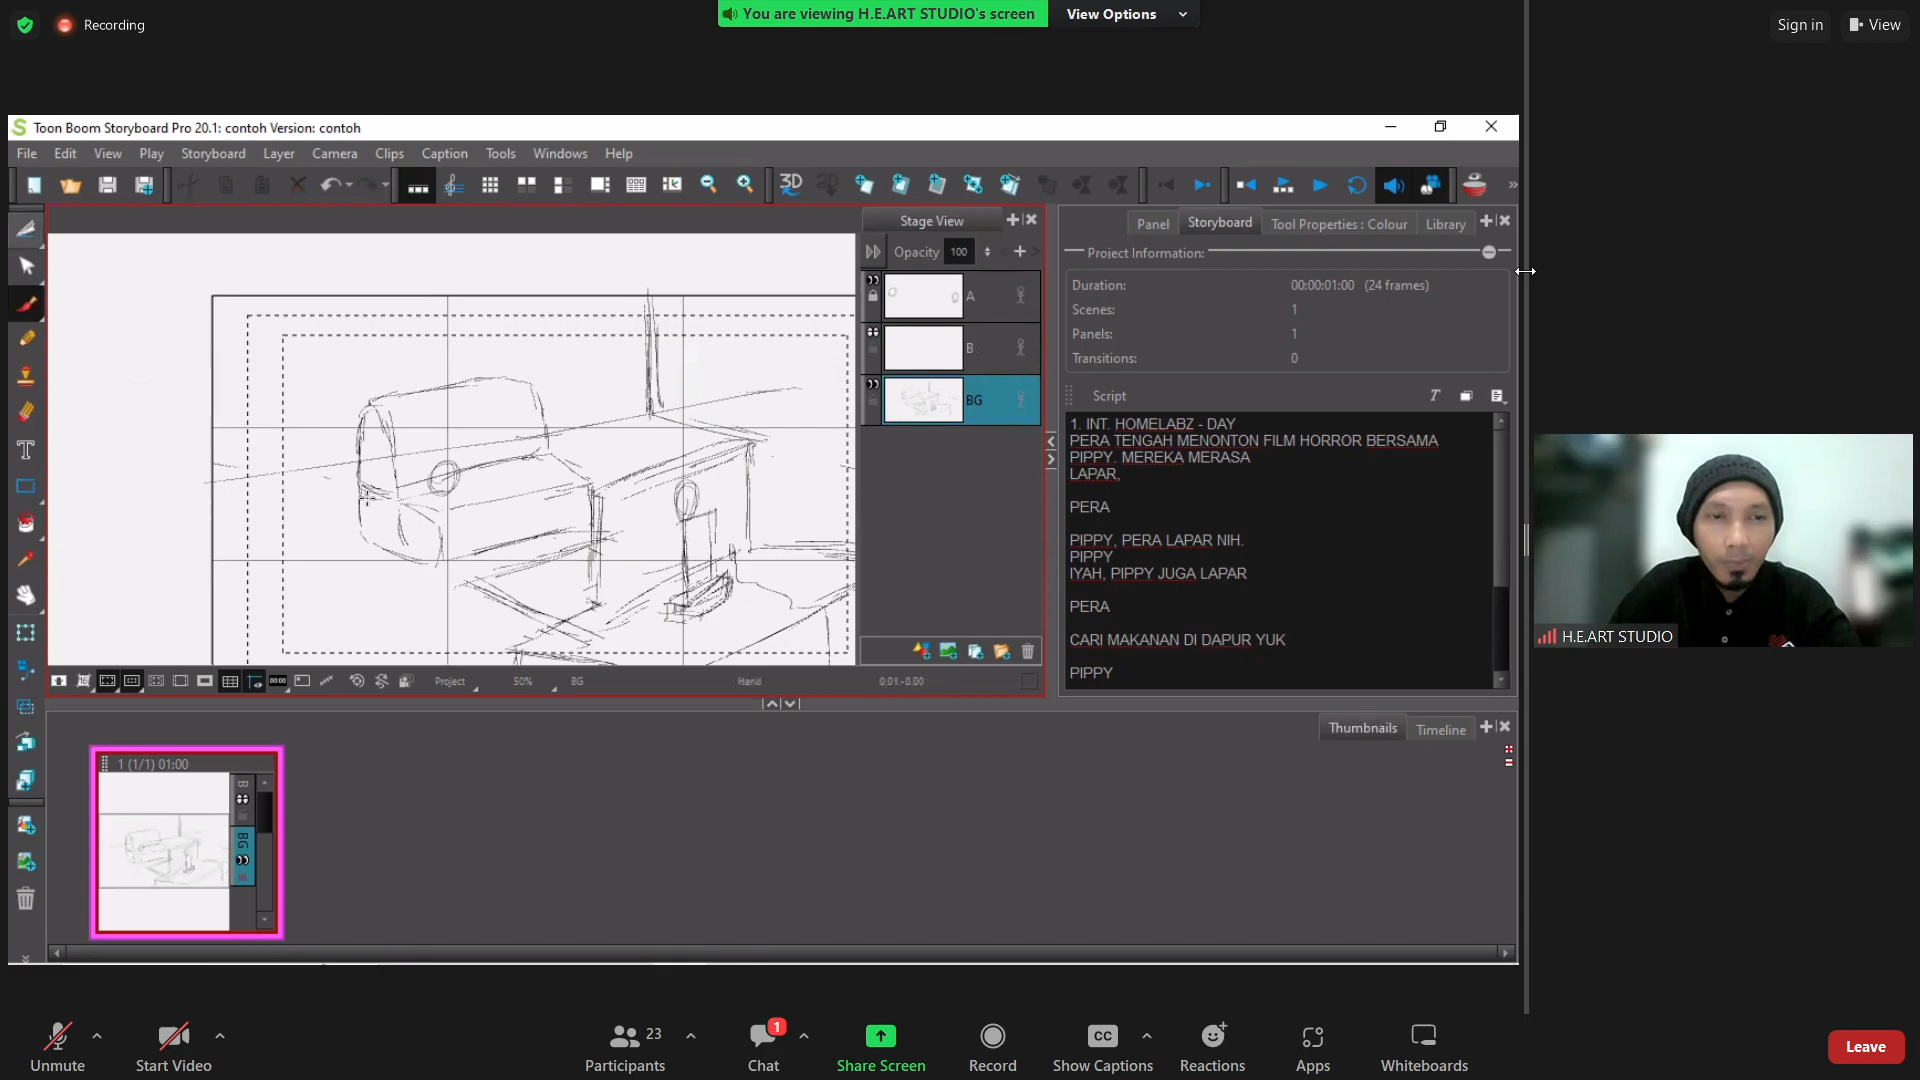 Recording
You are viewing H.E.ART STUDIO's screen
View Options
Sign in
View
Toon Boom Storyboard Pro 20.1: contoh Version: contoh
File Edit View Play Storyboard Layer Camera Clips Caption Tools Windows Help
3D
Stage View
Opacity 100
A
B
BG
Project 50% BG Hand
Panel Storyboard Tool Properties : Colour Library
Project Information:
Duration: 00:00:01:00 (24 frames)
Scenes: 1
Panels: 1
Transitions: 0
Script
1. INT. HOMELABZ - DAY
PERA TENGAH MENONTON FILM HORROR BERSAMA
PIPPY. MEREKA MERASA
LAPAR,
PERA
PIPPY, PERA LAPAR NIH.
PIPPY
IYAH, PIPPY JUGA LAPAR
PERA
CARI MAKANAN DI DAPUR YUK
PIPPY
H.E.ART STUDIO
Thumbnails Timeline
1 (1/1) 01:00
B
BG
Unmute
Start Video
23
Participants
1
Chat
Share Screen
Record
CC
Show Captions
Reactions
Apps
Whiteboards
Leave